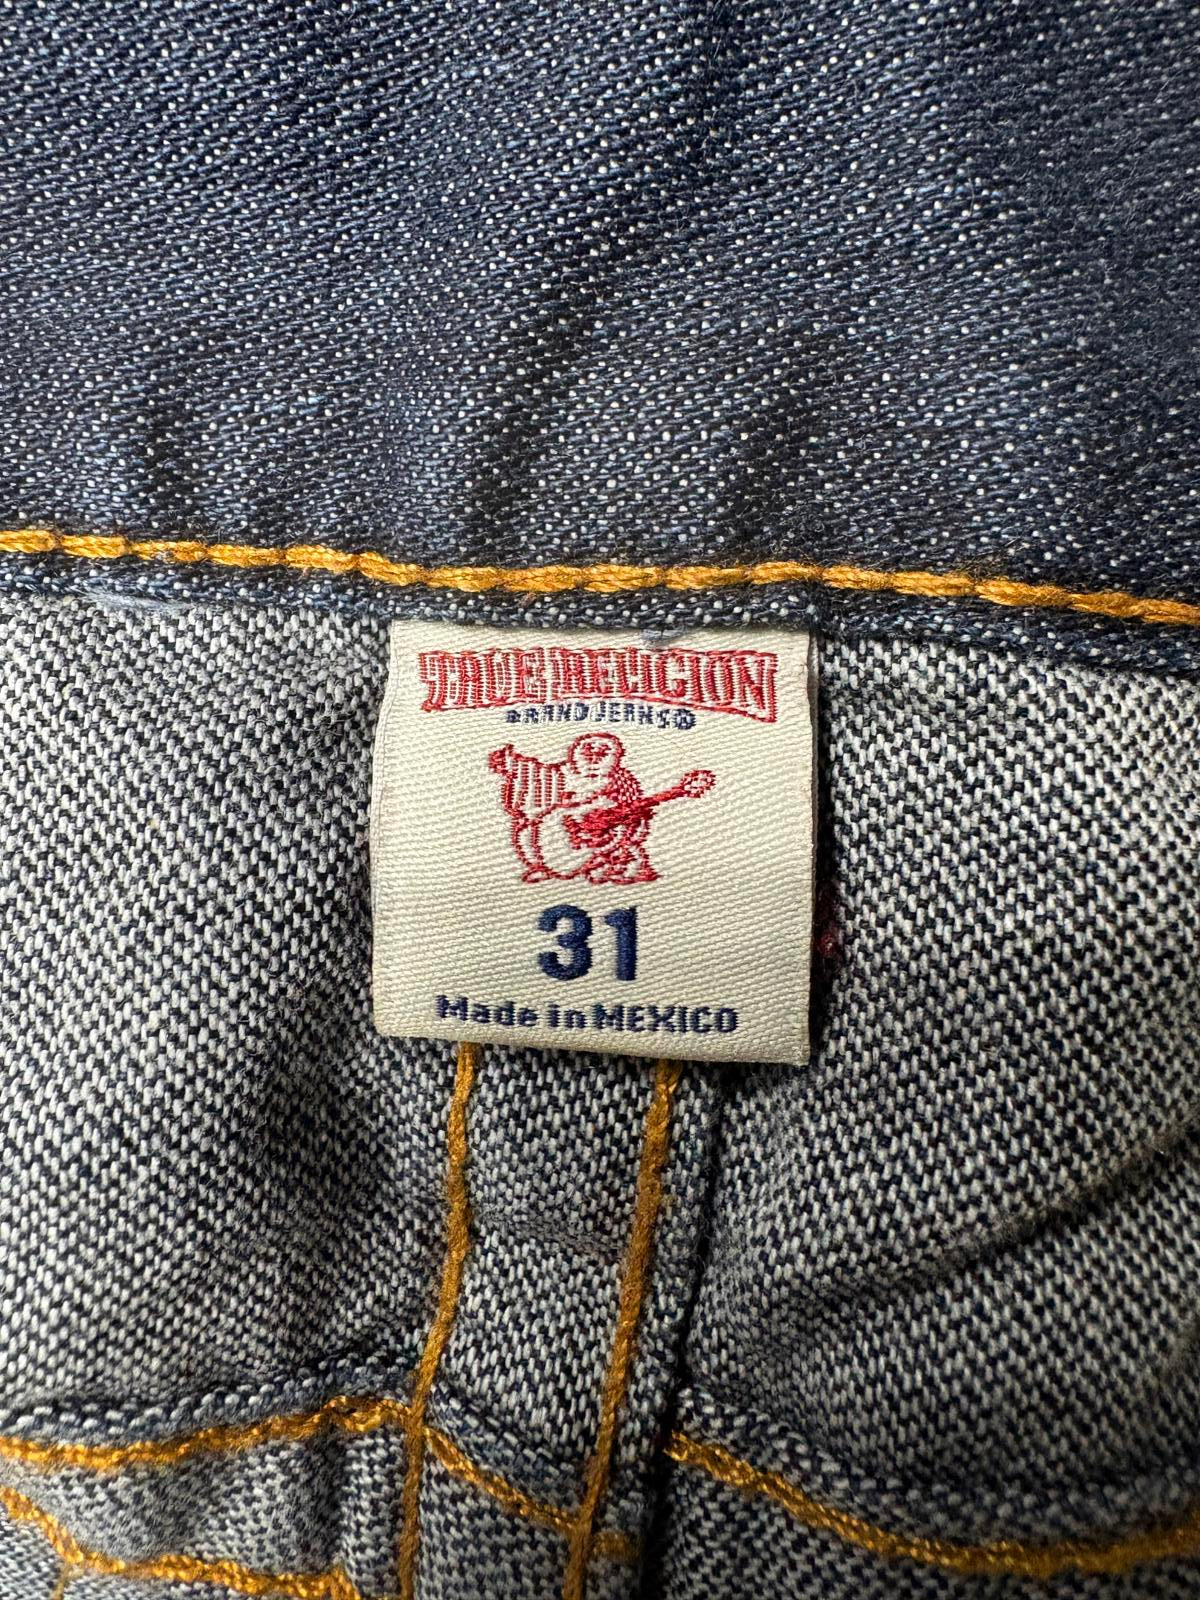 TRUE RELIGION
BRAND JEANS®
31
Made in MEXICO